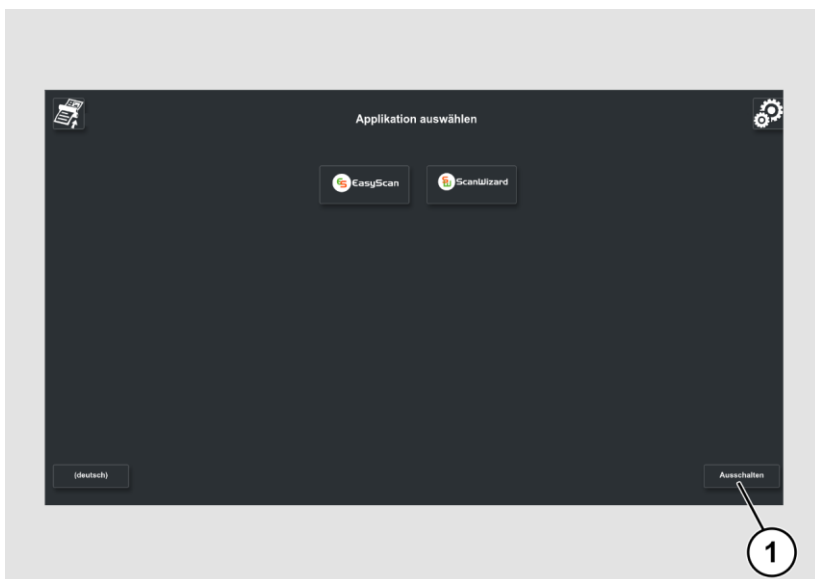 Applikation auswählen
EasyScan
ScanWizard
(deutsch)
Ausschalten
1